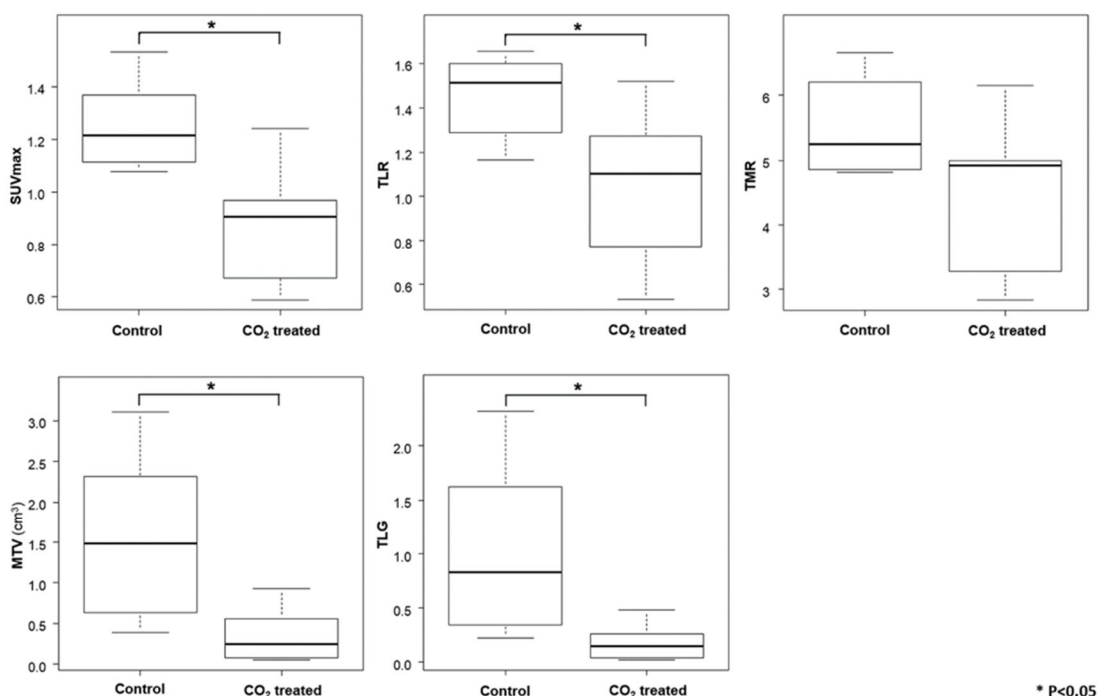 *
SUVmax
1.4
1.2
1.0
0.8
0.6
Control
CO₂ treated
*
TLR
1.6
1.4
1.2
1.0
0.8
0.6
Control
CO₂ treated
TMR
6
5
4
3
Control
CO₂ treated
*
MTV (cm³)
3.0
2.5
2.0
1.5
1.0
0.5
0.0
Control
CO₂ treated
*
TLG
2.0
1.5
1.0
0.5
0.0
Control
CO₂ treated
* P<0.05